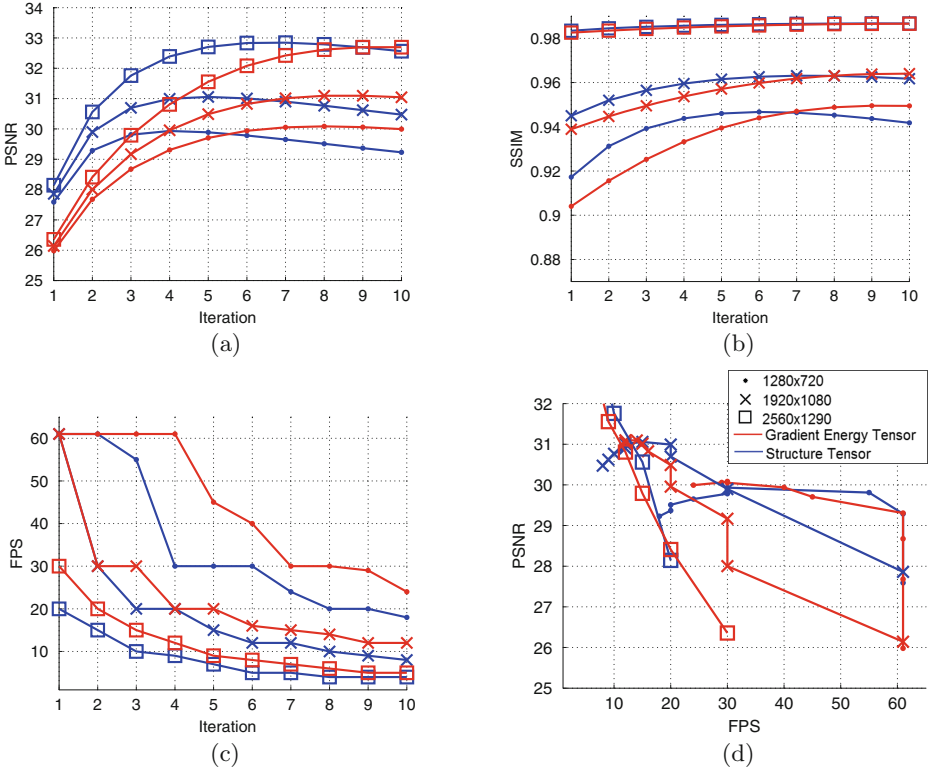 34
33
32
31
30
29
28
27
26
25
PSNR
1 2 3 4 5 6 7 8 9 10
Iteration
(a)
0.98
0.96
0.94
0.92
0.9
0.88
SSIM
1 2 3 4 5 6 7 8 9 10
Iteration
(b)
60
50
40
30
20
10
FPS
1 2 3 4 5 6 7 8 9 10
Iteration
(c)
1280x720
1920x1080
2560x1290
Gradient Energy Tensor
Structure Tensor
32
31
30
29
28
27
26
25
PSNR
10 20 30 40 50 60
FPS
(d)